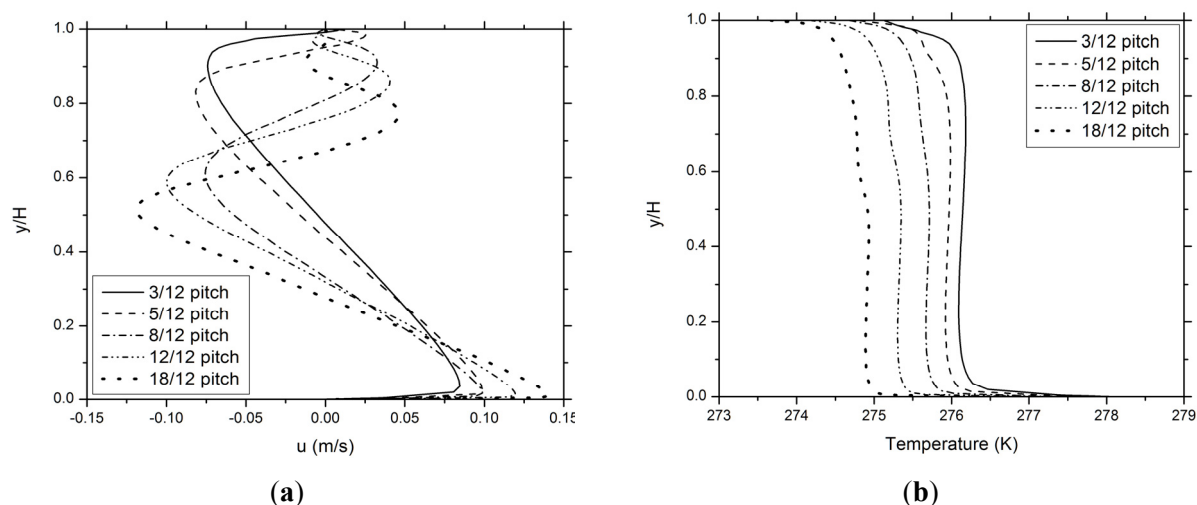 1.0
0.8
0.6
0.4
0.2
0.0
y/H
3/12 pitch
5/12 pitch
8/12 pitch
12/12 pitch
18/12 pitch
-0.15 -0.10 -0.05 0.00 0.05 0.10 0.15
u (m/s)
(a)
1.0
0.8
0.6
0.4
0.2
0.0
y/H
3/12 pitch
5/12 pitch
8/12 pitch
12/12 pitch
18/12 pitch
273 274 275 276 277 278 279
Temperature (K)
(b)